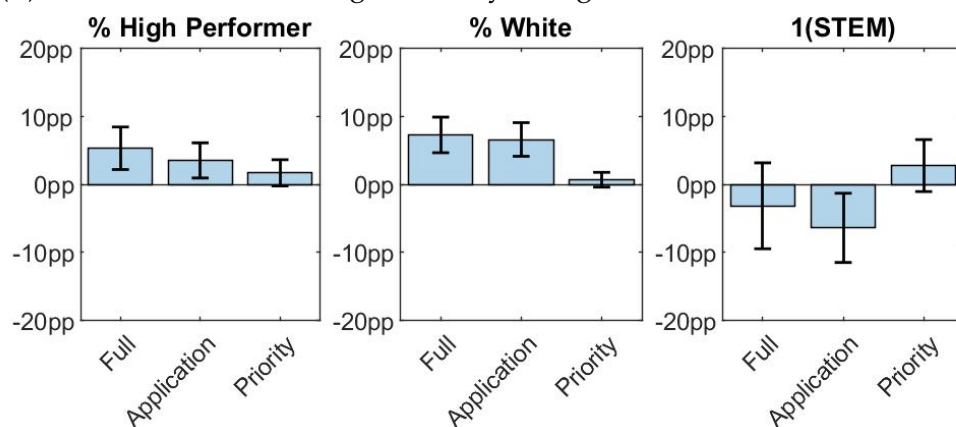 % High Performer
% White
1(STEM)
20pp
10pp
0pp
-10pp
-20pp
Full
Application
Priority
20pp
10pp
0pp
-10pp
-20pp
Full
Application
Priority
20pp
10pp
0pp
-10pp
-20pp
Full
Application
Priority